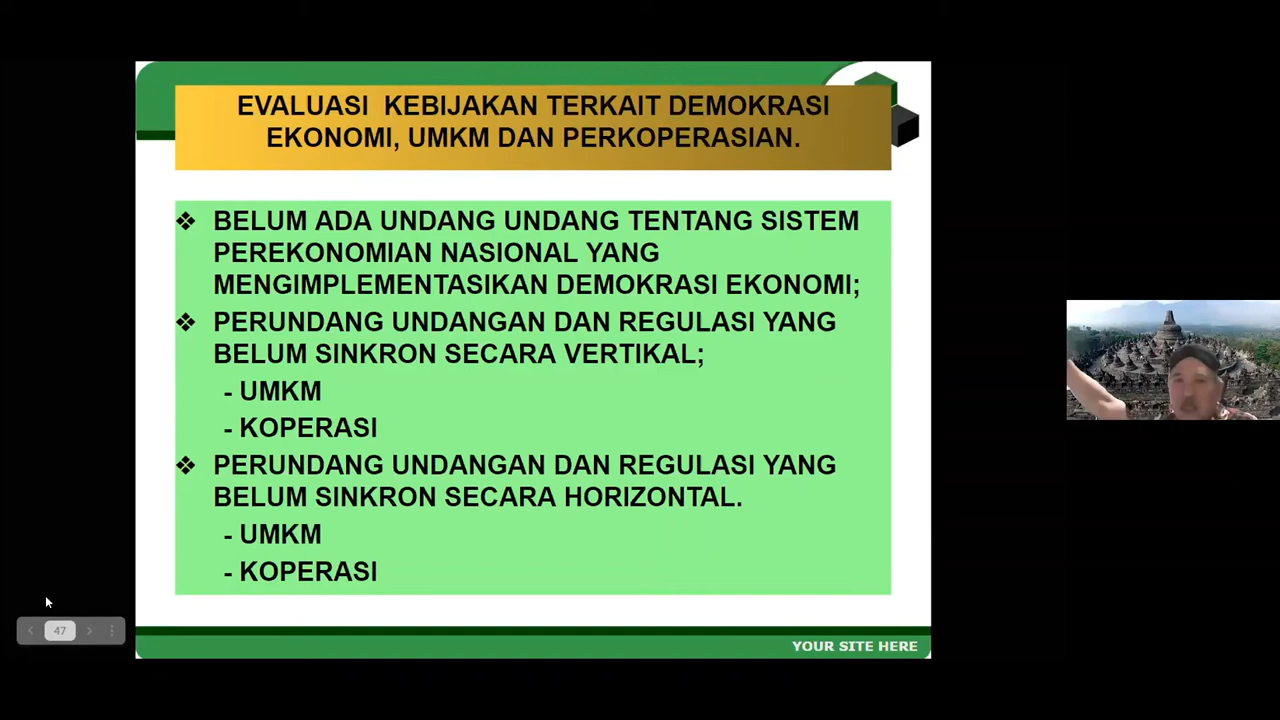 EVALUASI KEBIJAKAN TERKAIT DEMOKRASI
EKONOMI, UMKM DAN PERKOPERASIAN.
❖ BELUM ADA UNDANG UNDANG TENTANG SISTEM
PEREKONOMIAN NASIONAL YANG
MENGIMPLEMENTASIKAN DEMOKRASI EKONOMI;
❖ PERUNDANG UNDANGAN DAN REGULASI YANG
BELUM SINKRON SECARA VERTIKAL;
- UMKM
- KOPERASI
❖ PERUNDANG UNDANGAN DAN REGULASI YANG
BELUM SINKRON SECARA HORIZONTAL.
- UMKM
- KOPERASI
47
YOUR SITE HERE